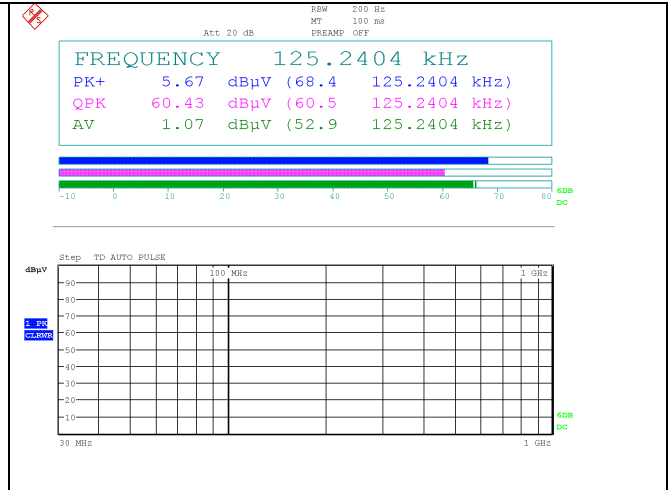 R S
RBW 200 Hz
MT 100 ms
Att 20 dB PREAMP OFF
FREQUENCY 125.2404 kHz
PK+ 5.67 dBµV (68.4 125.2404 kHz)
QPK 60.43 dBµV (60.5 125.2404 kHz)
AV 1.07 dBµV (52.9 125.2404 kHz)
-10 0 10 20 30 40 50 60 70 80
6DB
DC
Step TD AUTO PULSE
dBµV
100 MHz 1 GHz
90
80
70
1 PK
CLRWR
60
50
40
30
20
10
6DB
DC
30 MHz 1 GHz